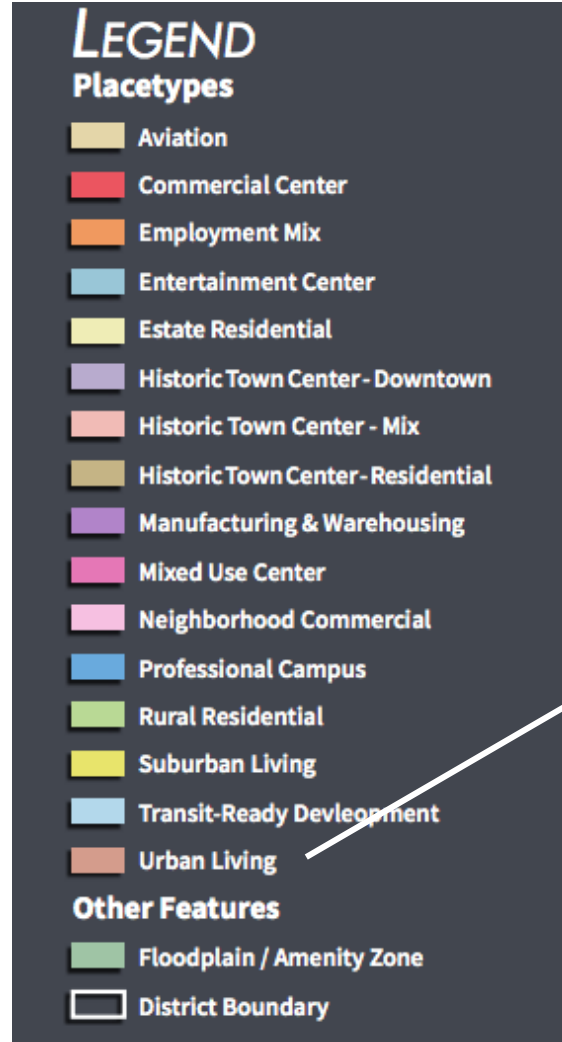 LEGEND
Placetypes
Aviation
Commercial Center
Employment Mix
Entertainment Center
Estate Residential
Historic Town Center - Downtown
Historic Town Center - Mix
Historic Town Center - Residential
Manufacturing & Warehousing
Mixed Use Center
Neighborhood Commercial
Professional Campus
Rural Residential
Suburban Living
Transit-Ready Devleopment
Urban Living
Other Features
Floodplain / Amenity Zone
District Boundary